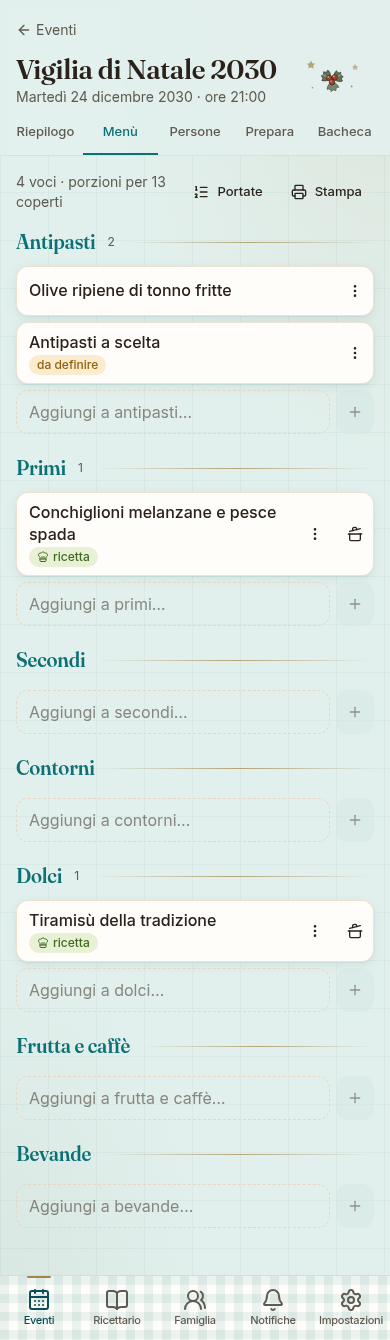 Eventi
Vigilia di Natale 2030
Martedì 24 dicembre 2030 · ore 21:00
Riepilogo Menù Persone Prepara Bacheca
4 voci · porzioni per 13
coperti
Portate Stampa
Antipasti 2
Olive ripiene di tonno fritte
Antipasti a scelta
da definire
Aggiungi a antipasti…
Primi 1
Conchiglioni melanzane e pesce
spada
ricetta
Aggiungi a primi…
Secondi
Aggiungi a secondi…
Contorni
Aggiungi a contorni…
Dolci 1
Tiramisù della tradizione
ricetta
Aggiungi a dolci…
Frutta e caffè
Aggiungi a frutta e caffè…
Bevande
Aggiungi a bevande…
Eventi Ricettario Famiglia Notifiche Impostazioni